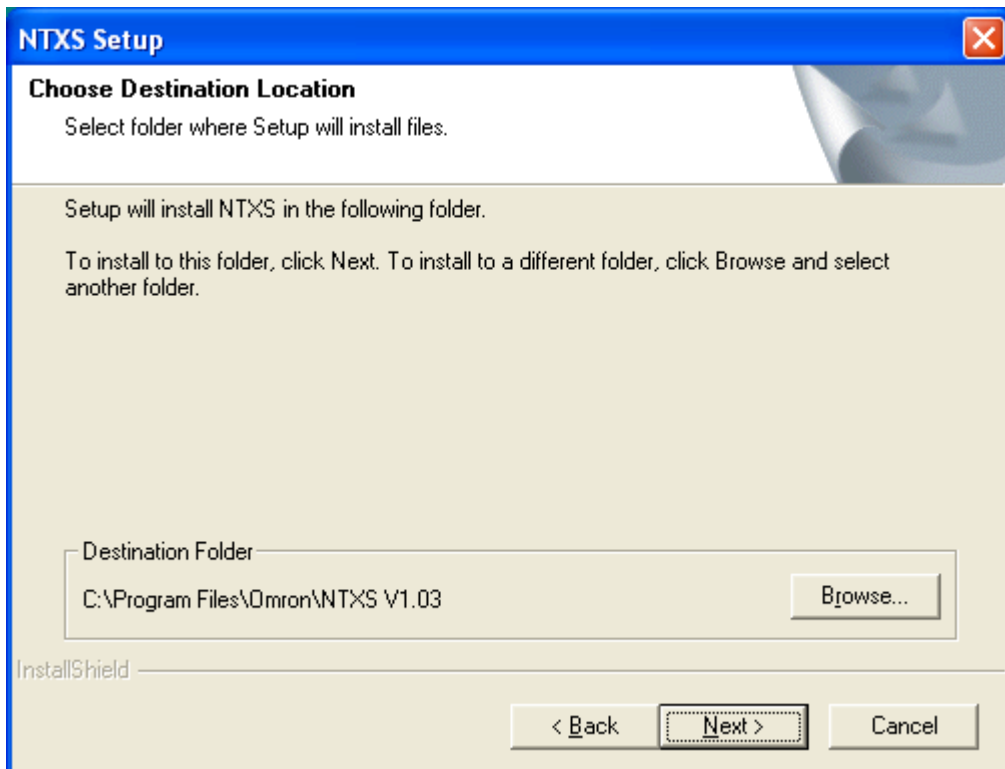 NTXS Setup
Choose Destination Location
Select folder where Setup will install files.
Setup will install NTXS in the following folder.
To install to this folder, click Next. To install to a different folder, click Browse and select
another folder.
Destination Folder
C:\Program Files\Omron\NTXS V1.03
Browse...
InstallShield
< Back
Next >
Cancel